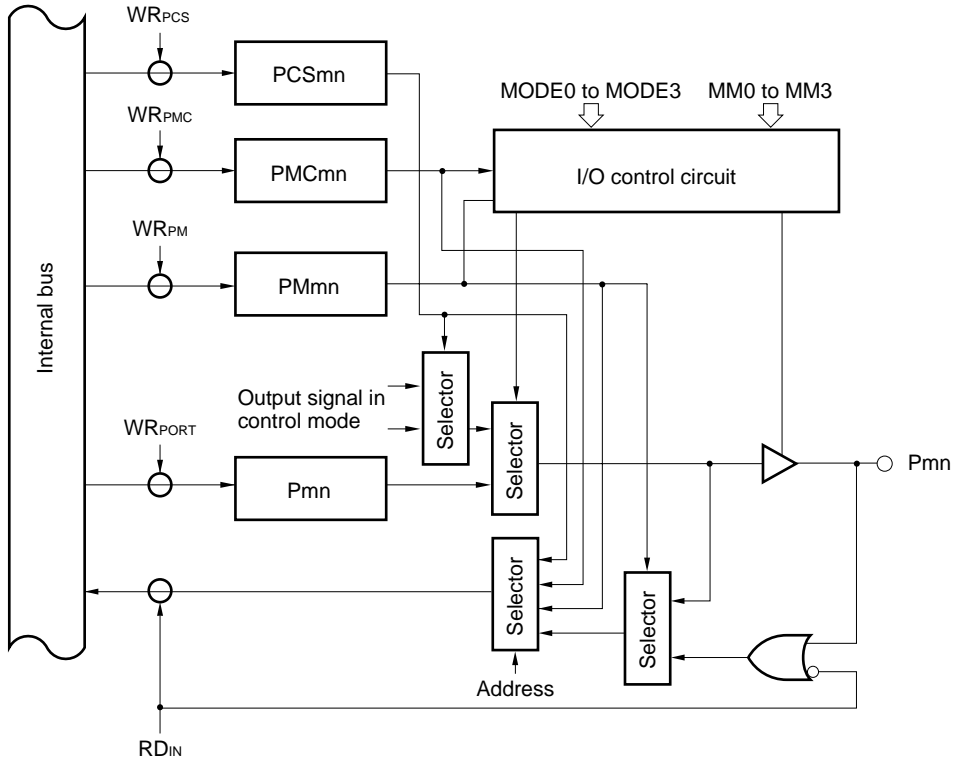 WRPCS
PCSmn
MODE0 to MODE3
MM0 to MM3
WRPMC
PMCmn
I/O control circuit
WRPM
PMmn
Internal bus
Selector
Output signal in
control mode
Selector
WRPORT
Pmn
Pmn
Selector
Selector
Address
RDIN